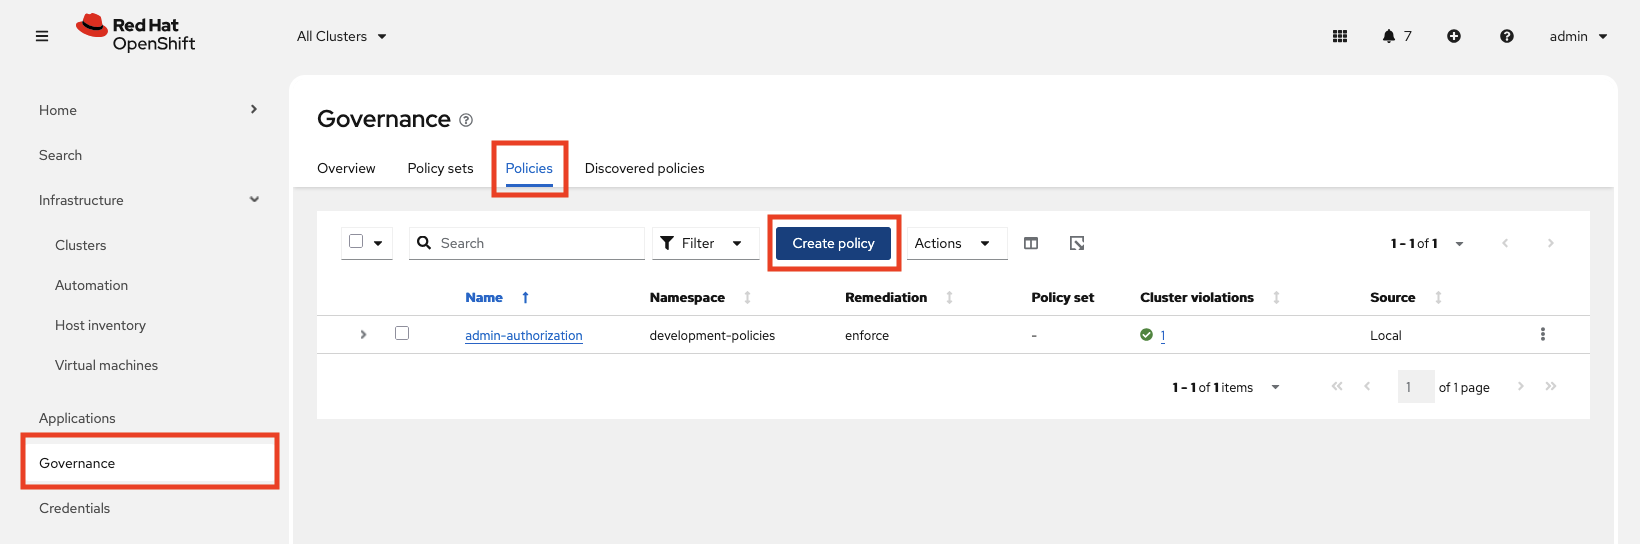 Red Hat
OpenShift
All Clusters
7
admin
Home
Search
Infrastructure
Clusters
Automation
Host inventory
Virtual machines
Applications
Governance
Credentials
Governance
Overview Policy sets Policies Discovered policies
Search Filter Create policy Actions 1 - 1 of 1
Name Namespace Remediation Policy set Cluster violations Source
admin-authorization development-policies enforce - 1 Local
1 - 1 of 1 items 1 of 1 page